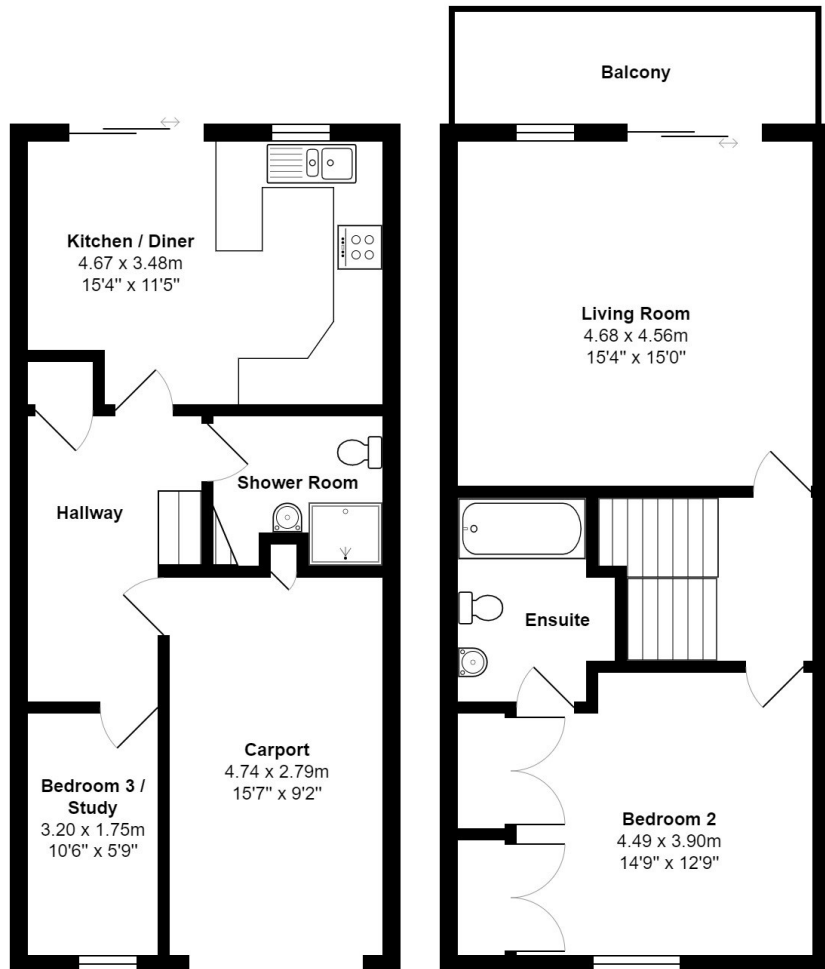 Balcony
Kitchen / Diner
4.67 x 3.48m
15'4" x 11'5"
Living Room
4.68 x 4.56m
15'4" x 15'0"
Hallway
Shower Room
Ensuite
Carport
4.74 x 2.79m
15'7" x 9'2"
Bedroom 3 /
Study
3.20 x 1.75m
10'6" x 5'9"
Bedroom 2
4.49 x 3.90m
14'9" x 12'9"